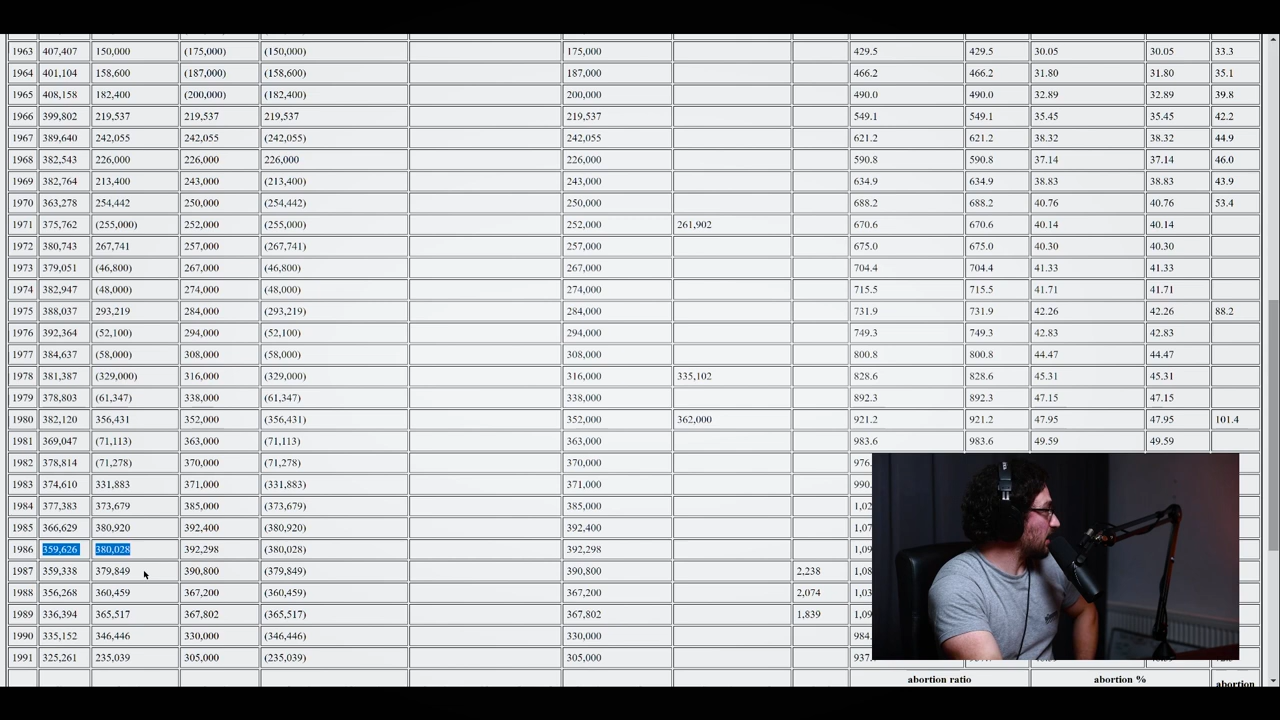 1963 407,407 150,000 (175,000) (150,000) 175,000 429.5 429.5 30.05 30.05 33.3
1964 401,104 158,600 (187,000) (158,600) 187,000 466.2 466.2 31.80 31.80 35.1
1965 408,158 182,400 (200,000) (182,400) 200,000 490.0 490.0 32.89 32.89 39.8
1966 399,802 219,537 219,537 219,537 219,537 549.1 549.1 35.45 35.45 42.2
1967 389,640 242,055 242,055 (242,055) 242,055 621.2 621.2 38.32 38.32 44.9
1968 382,543 226,000 226,000 226,000 226,000 590.8 590.8 37.14 37.14 46.0
1969 382,764 213,400 243,000 (213,400) 243,000 634.9 634.9 38.83 38.83 43.9
1970 363,278 254,442 250,000 (254,442) 250,000 688.2 688.2 40.76 40.76 53.4
1971 375,762 (255,000) 252,000 (255,000) 252,000 261,902 670.6 670.6 40.14 40.14
1972 380,743 267,741 257,000 (267,741) 257,000 675.0 675.0 40.30 40.30
1973 379,051 (46,800) 267,000 (46,800) 267,000 704.4 704.4 41.33 41.33
1974 382,947 (48,000) 274,000 (48,000) 274,000 715.5 715.5 41.71 41.71
1975 388,037 293,219 284,000 (293,219) 284,000 731.9 731.9 42.26 42.26 88.2
1976 392,364 (52,100) 294,000 (52,100) 294,000 749.3 749.3 42.83 42.83
1977 384,637 (58,000) 308,000 (58,000) 308,000 800.8 800.8 44.47 44.47
1978 381,387 (329,000) 316,000 (329,000) 316,000 335,102 828.6 828.6 45.31 45.31
1979 378,803 (61,347) 338,000 (61,347) 338,000 892.3 892.3 47.15 47.15
1980 382,120 356,431 352,000 (356,431) 352,000 362,000 921.2 921.2 47.95 47.95 101.4
1981 369,047 (71,113) 363,000 (71,113) 363,000 983.6 983.6 49.59 49.59
1982 378,814 (71,278) 370,000 (71,278) 370,000 976.
1983 374,610 331,883 371,000 (331,883) 371,000 990.
1984 377,383 373,679 385,000 (373,679) 385,000 1,02
1985 366,629 380,920 392,400 (380,920) 392,400 1,07
1986 359,626 380,028 392,298 (380,028) 392,298 1,09
1987 359,338 379,849 390,800 (379,849) 390,800 2,238 1,08
1988 356,268 360,459 367,200 (360,459) 367,200 2,074 1,03
1989 336,394 365,517 367,802 (365,517) 367,802 1,839 1,09
1990 335,152 346,446 330,000 (346,446) 330,000 984.
1991 325,261 235,039 305,000 (235,039) 305,000 937.
abortion ratio abortion % abortion